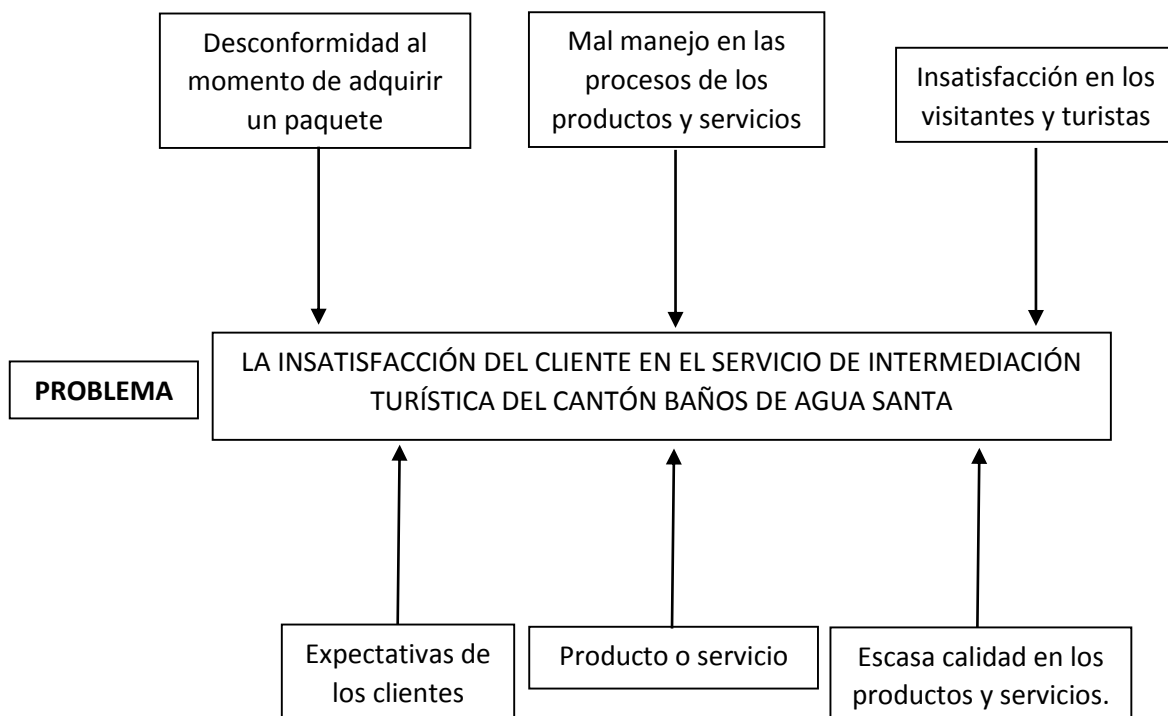 Desconformidad al
momento de adquirir
un paquete
Mal manejo en las
procesos de los
productos y servicios
Insatisfacción en los
visitantes y turistas
PROBLEMA
LA INSATISFACCIÓN DEL CLIENTE EN EL SERVICIO DE INTERMEDIACIÓN
TURÍSTICA DEL CANTÓN BAÑOS DE AGUA SANTA
Expectativas de
los clientes
Producto o servicio
Escasa calidad en los
productos y servicios.